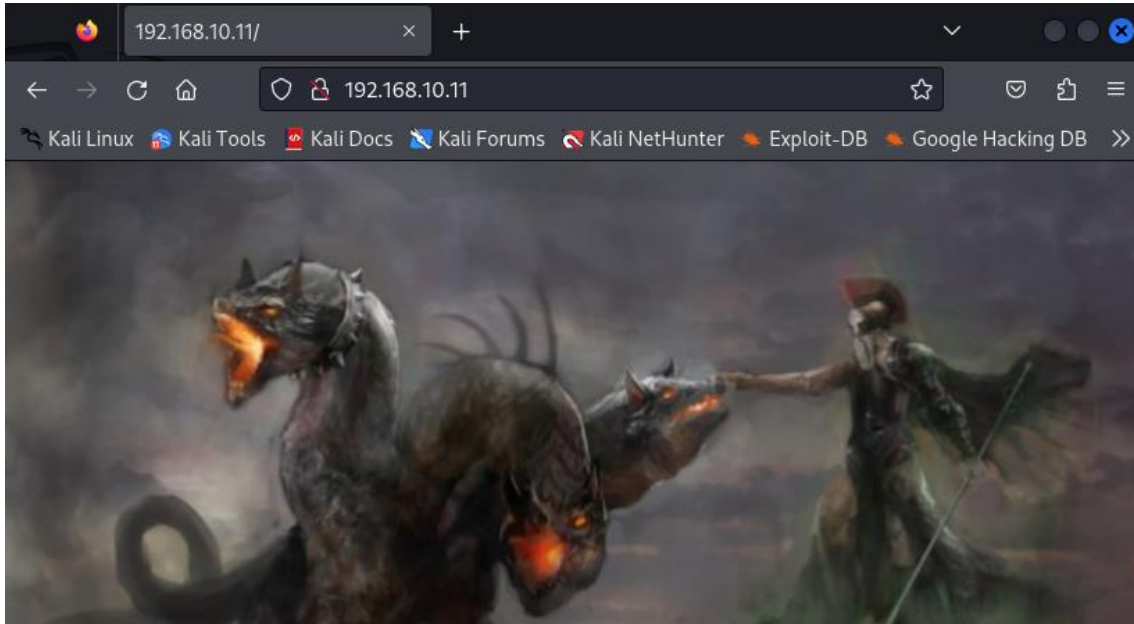 192.168.10.11/
192.168.10.11
Kali Linux Kali Tools Kali Docs Kali Forums Kali NetHunter Exploit-DB Google Hacking DB